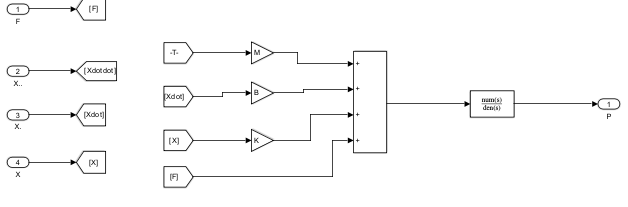 1
[F]
F
2
[Xdotdot]
X..
3
[Xdot]
X.
4
[X]
X
-T-
M
[Xdot]
B
[X]
K
[F]
+
+
+
+
num(s)
den(s)
1
P